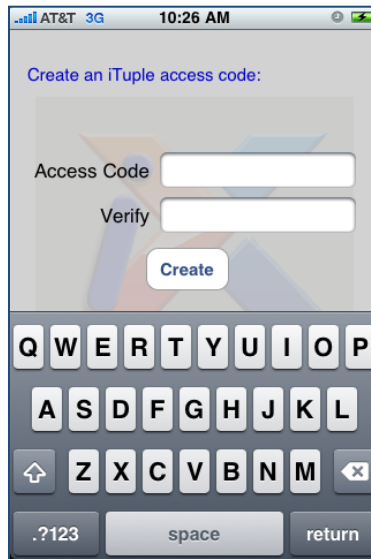 AT&T 3G 10:26 AM
Create an iTuple access code:
Access Code
Verify
Create
Q W E R T Y U I O P
A S D F G H J K L
Z X C V B N M
.?123 space return